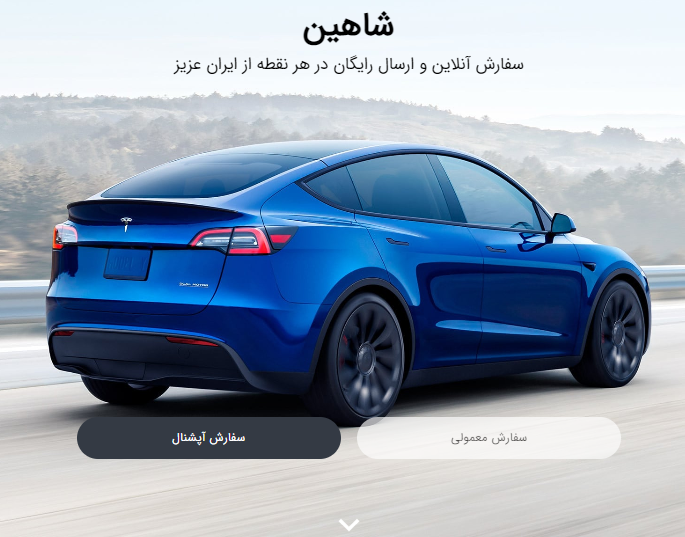 شاهین
سفارش آنلاین و ارسال رایگان در هر نقطه از ایران عزیز
سفارش معمولی
سفارش آپشنال